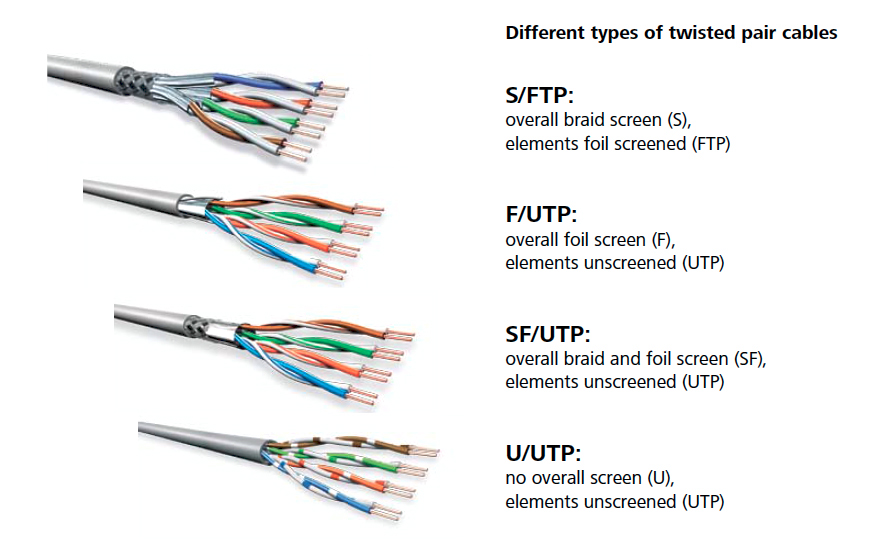 Different types of twisted pair cables
S/FTP:
overall braid screen (S),
elements foil screened (FTP)
F/UTP:
overall foil screen (F),
elements unscreened (UTP)
SF/UTP:
overall braid and foil screen (SF),
elements unscreened (UTP)
U/UTP:
no overall screen (U),
elements unscreened (UTP)